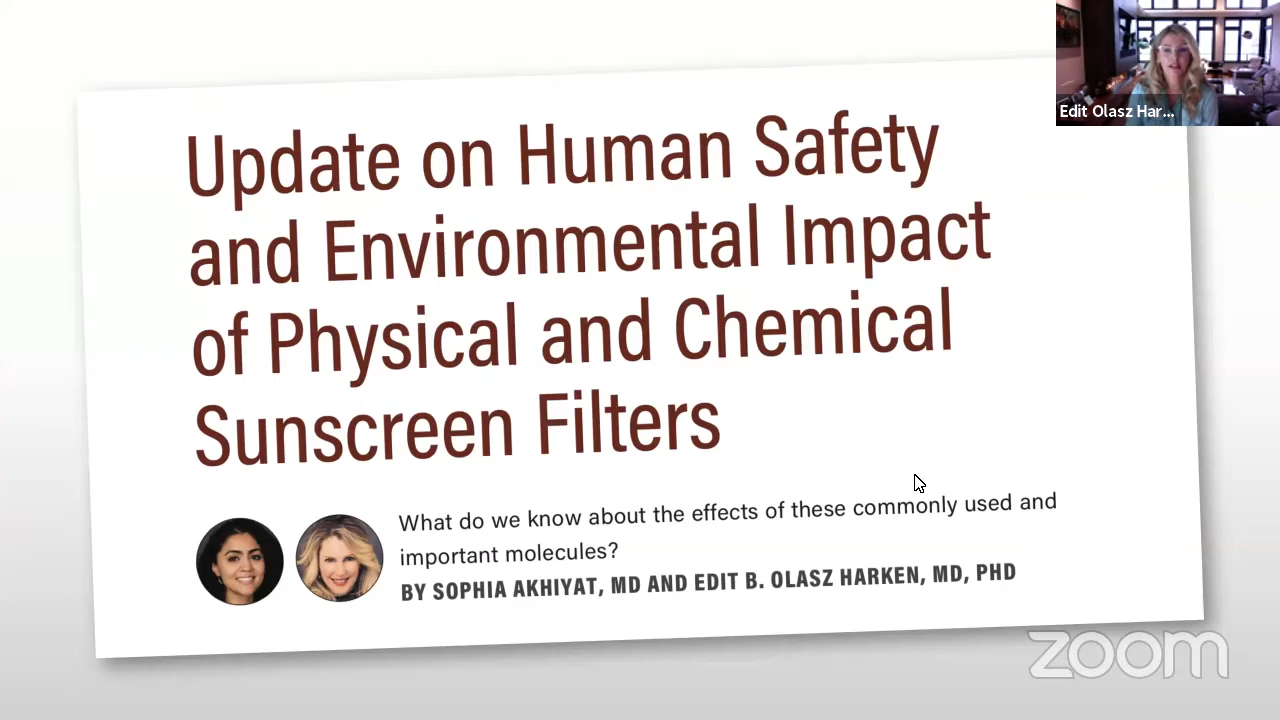 Update on Human Safety
and Environmental Impact
of Physical and Chemical
Sunscreen Filters
What do we know about the effects of these commonly used and
important molecules?
BY SOPHIA AKHIYAT, MD AND EDIT B. OLASZ HARKEN, MD, PHD
Edit Olasz Har...
zoom